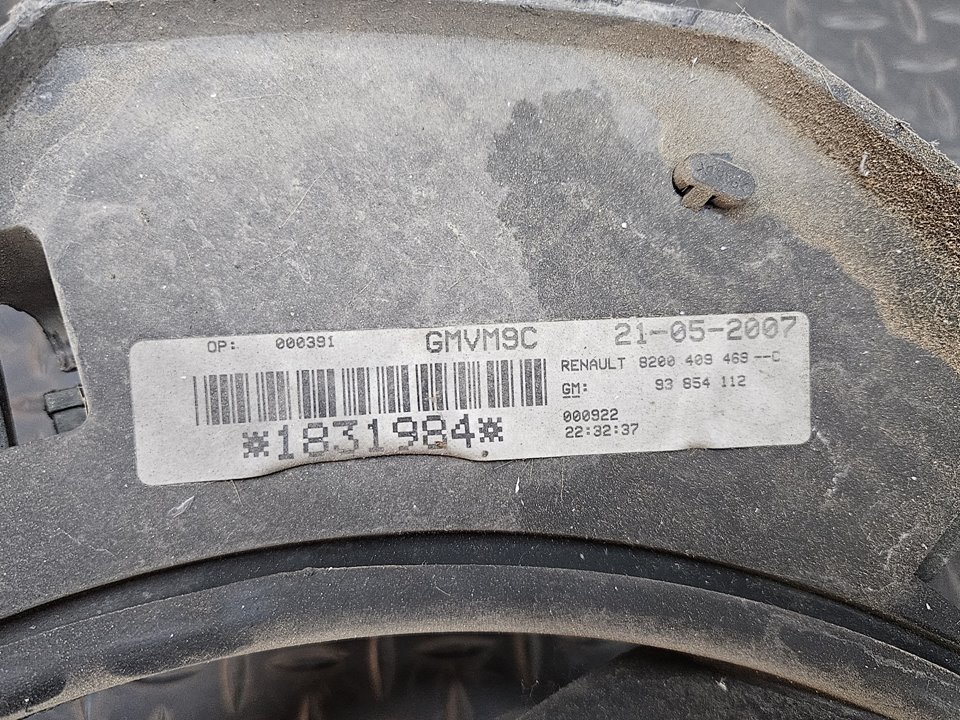 OP: 000391 GMVM9C 21-05-2007
RENAULT 8200 409 469 --C
GM: 93 854 112
000922
22:32:37
*1831984*